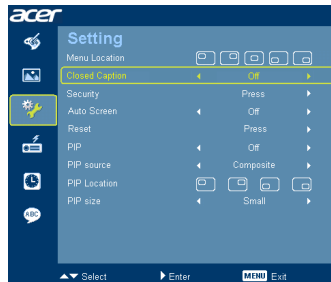 acer
Setting
Menu Location
Closed Caption Off
Security Press
Auto Screen Off
Reset Press
PIP Off
PIP source Composite
PIP Location
PIP size Small
ABC
Select Enter MENU Exit